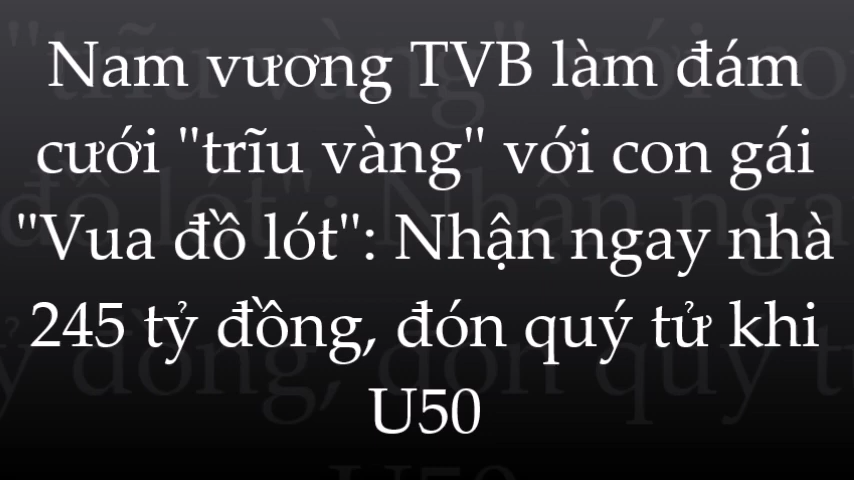 Nam vương TVB làm đám
cưới "trĩu vàng" với con gái
"Vua đồ lót": Nhận ngay nhà
245 tỷ đồng, đón quý tử khi
U50